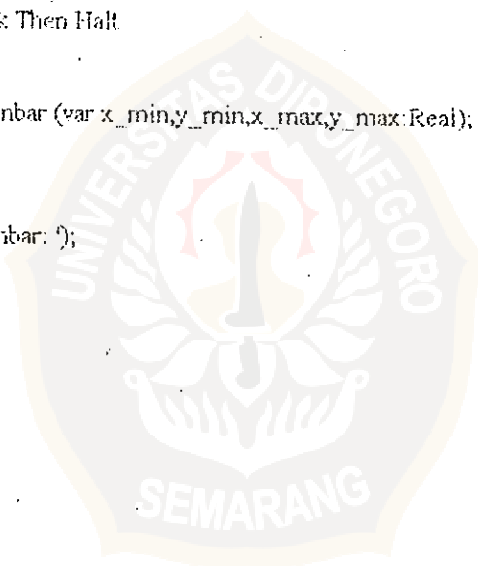 k Then Halt
nbar (var x_min,y_min,x_max,y_max:Real);
nbar: ');
UNIVERSITAS DIPONEGORO
SEMARANG